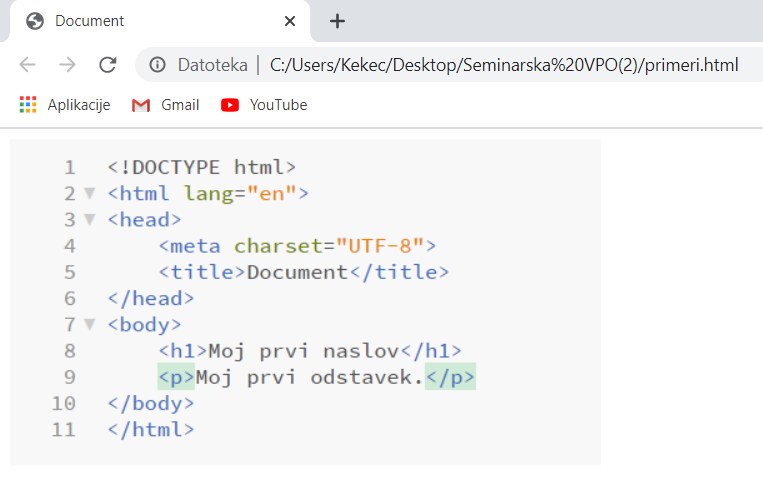 Document
Datoteka | C:/Users/Kekec/Desktop/Seminarska%20VPO(2)/primeri.html
Aplikacije Gmail YouTube
1 <!DOCTYPE html>
2 <html lang="en">
3 <head>
4 <meta charset="UTF-8">
5 <title>Document</title>
6 </head>
7 <body>
8 <h1>Moj prvi naslov</h1>
9 <p>Moj prvi odstavek.</p>
10 </body>
11 </html>